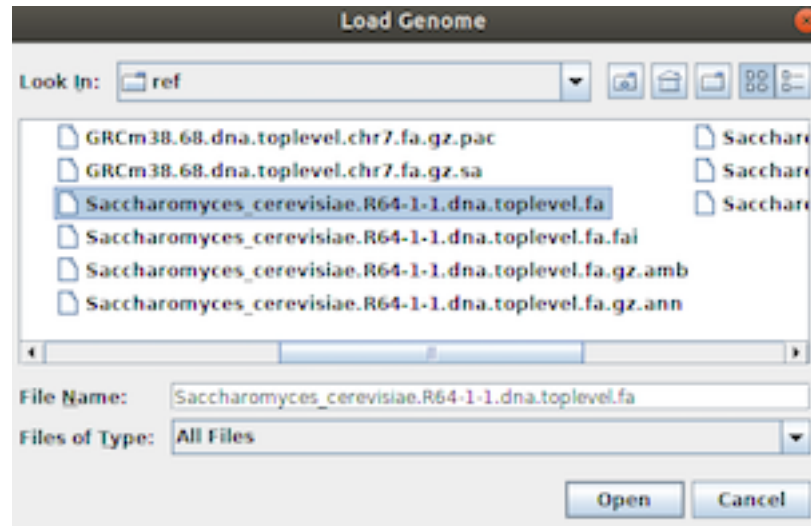 Load Genome
Look In: ref
GRCm38.68.dna.toplevel.chr7.fa.gz.pac
GRCm38.68.dna.toplevel.chr7.fa.gz.sa
Saccharomyces_cerevisiae.R64-1-1.dna.toplevel.fa
Saccharomyces_cerevisiae.R64-1-1.dna.toplevel.fa.fai
Saccharomyces_cerevisiae.R64-1-1.dna.toplevel.fa.gz.amb
Saccharomyces_cerevisiae.R64-1-1.dna.toplevel.fa.gz.ann
Sacchar
Sacchar
Sacchar
File Name: Saccharomyces_cerevisiae.R64-1-1.dna.toplevel.fa
Files of Type: All Files
Open Cancel